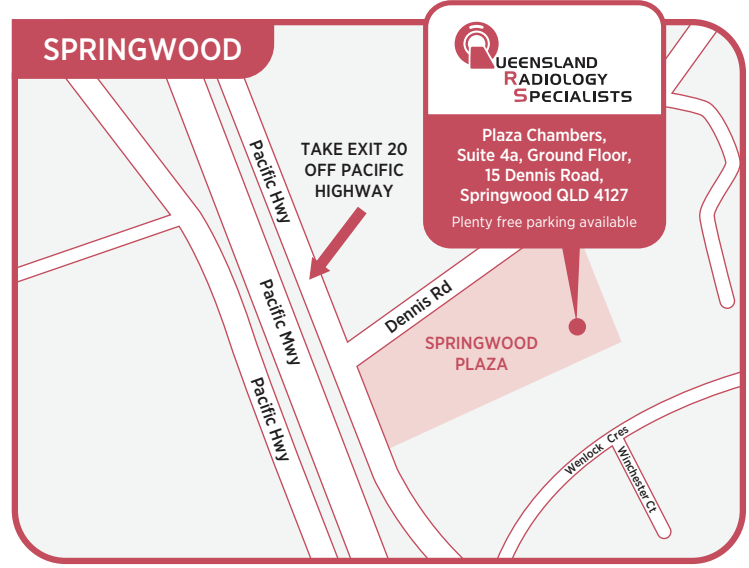 SPRINGWOOD
QUEENSLAND
RADIOLOGY
SPECIALISTS
Plaza Chambers,
Suite 4a, Ground Floor,
15 Dennis Road,
Springwood QLD 4127
Plenty free parking available
TAKE EXIT 20
OFF PACIFIC
HIGHWAY
Pacific Hwy
Pacific Mwy
Pacific Hwy
Dennis Rd
SPRINGWOOD
PLAZA
Wenlock Cres
Winchester Ct